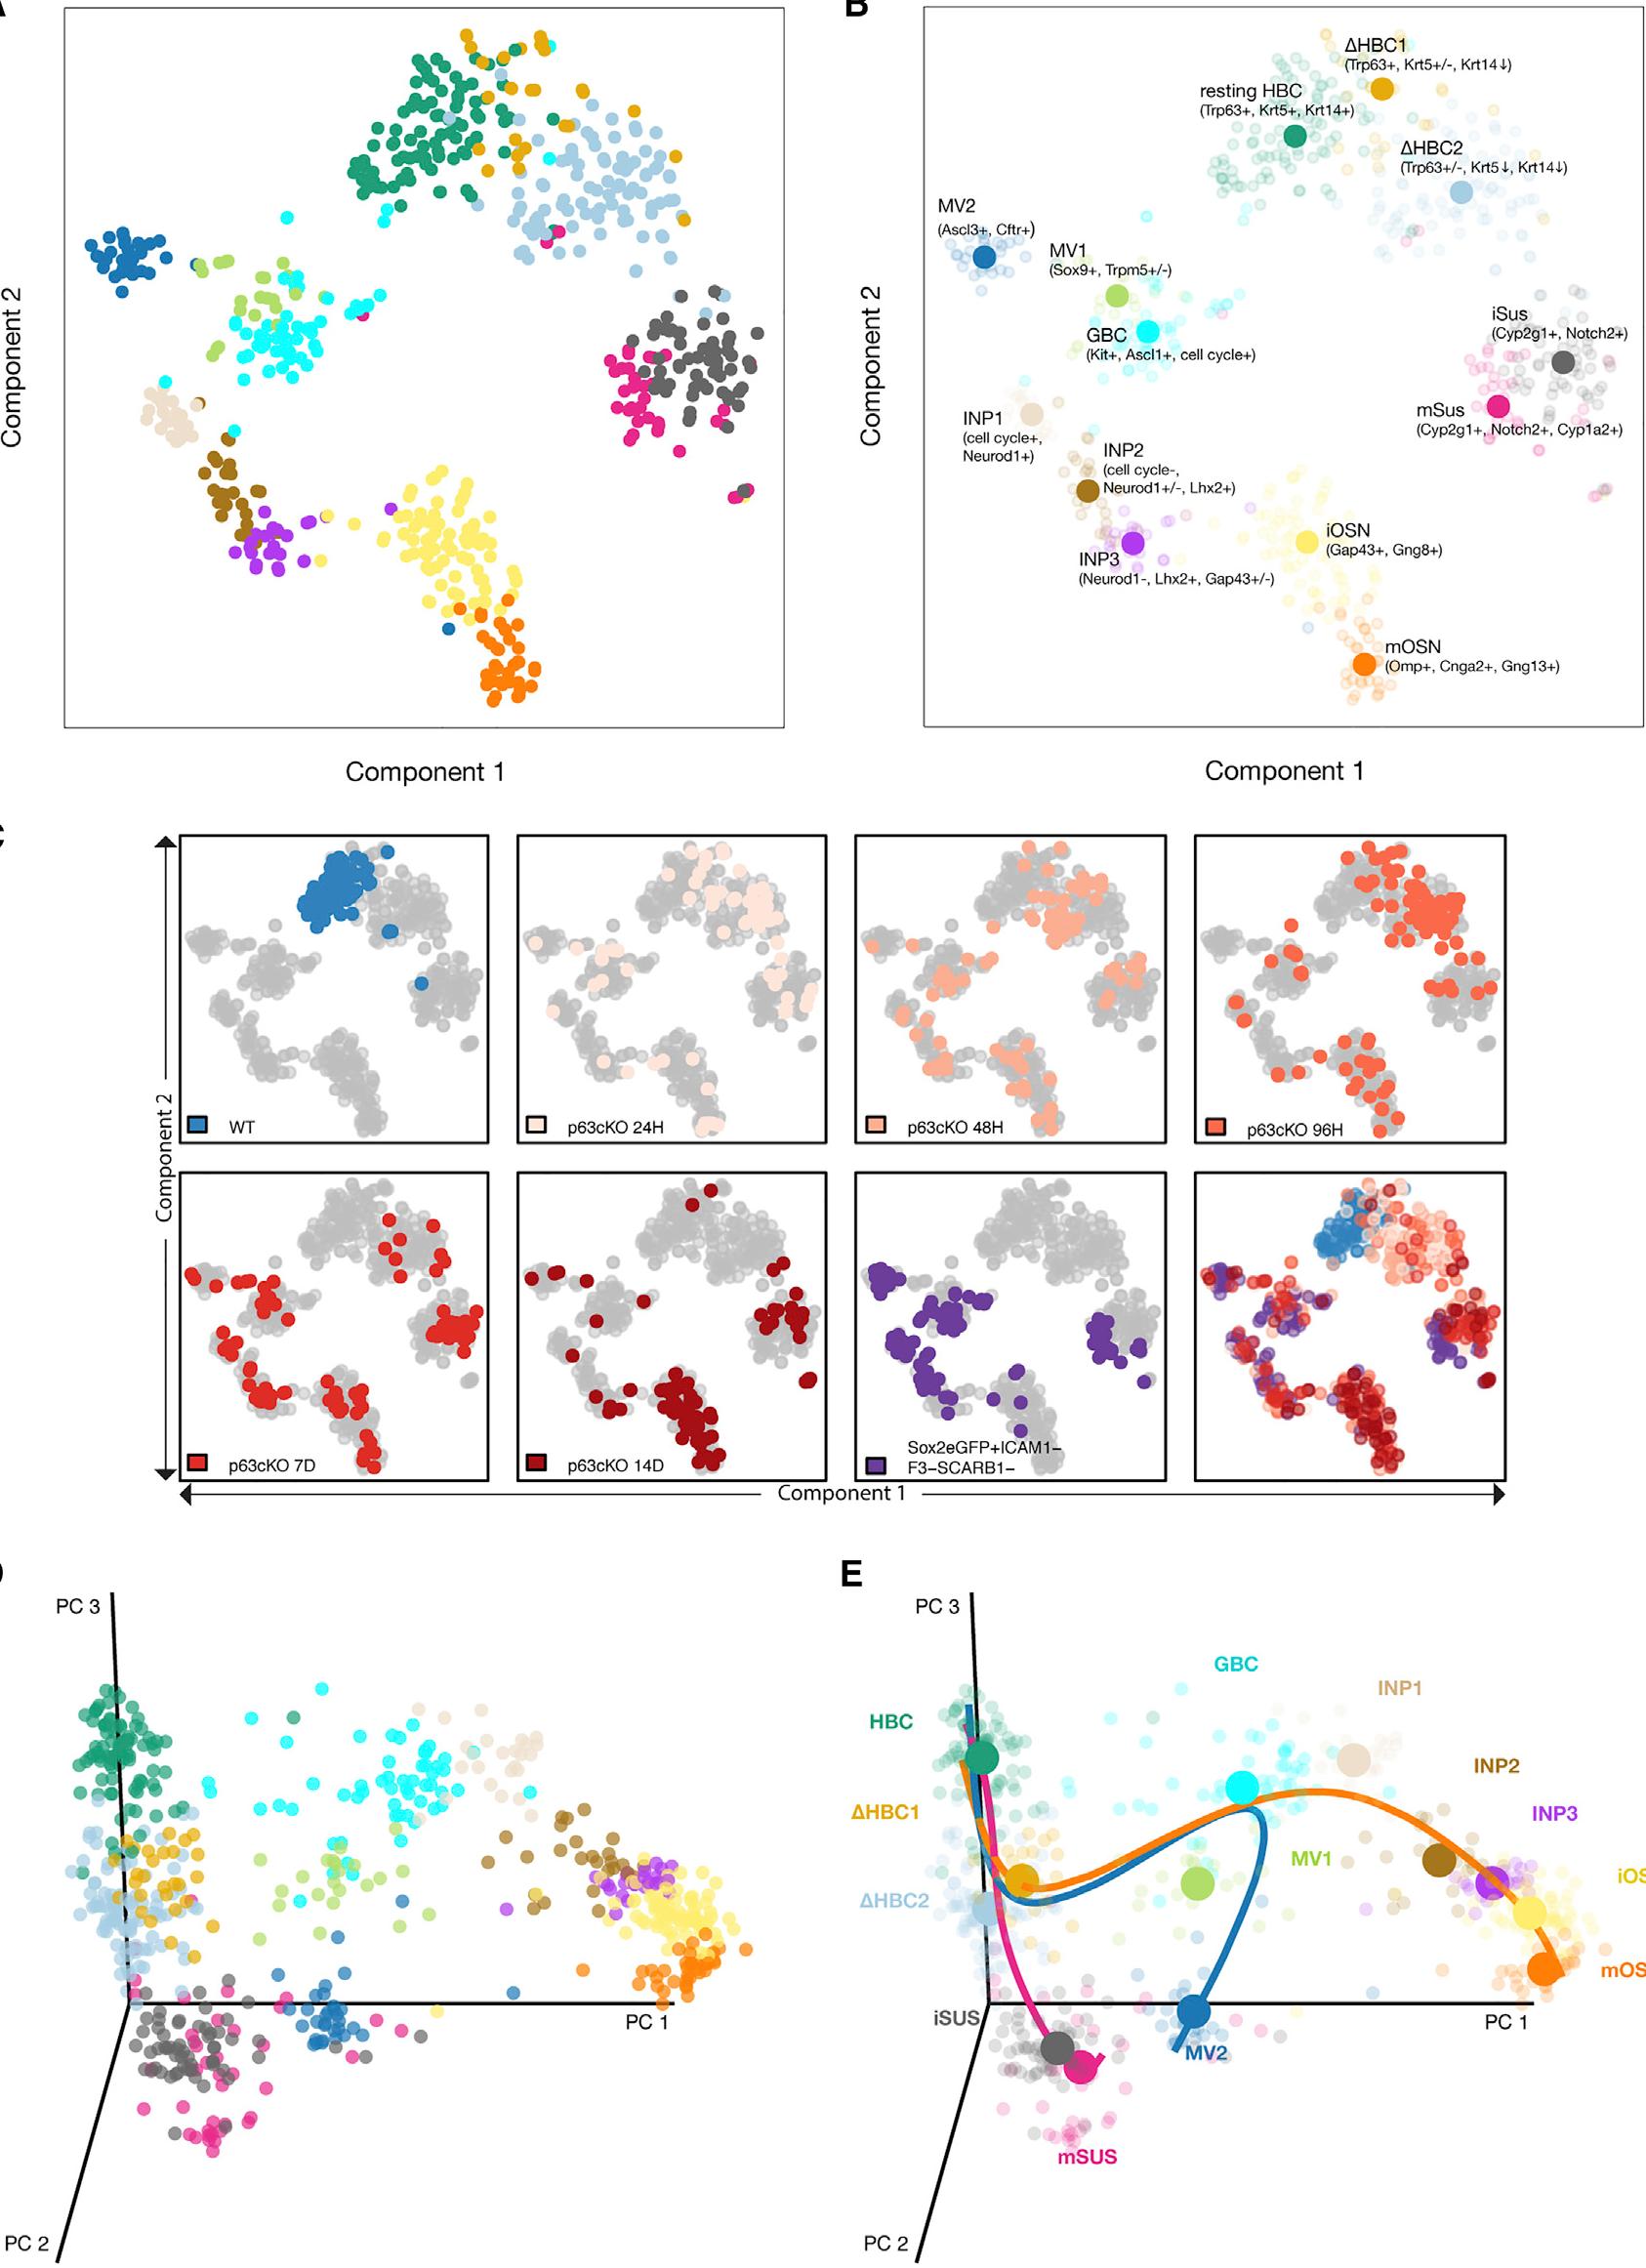 B
ΔHBC1
(Trp63+, Krt5+/-, Krt14↓)
resting HBC
(Trp63+, Krt5+, Krt14+)
ΔHBC2
(Trp63+/-, Krt5↓, Krt14↓)
MV2
(Ascl3+, Cftr+)
MV1
(Sox9+, Trpm5+/-)
iSus
(Cyp2g1+, Notch2+)
GBC
(Kit+, Ascl1+, cell cycle+)
mSus
(Cyp2g1+, Notch2+, Cyp1a2+)
INP1
(cell cycle+,
Neurod1+)
INP2
(cell cycle-,
Neurod1+/-, Lhx2+)
iOSN
(Gap43+, Gng8+)
INP3
(Neurod1-, Lhx2+, Gap43+/-)
mOSN
(Omp+, Cnga2+, Gng13+)
Component 2
Component 2
Component 1
Component 1
WT
p63cKO 24H
p63cKO 48H
p63cKO 96H
Component 2
p63cKO 7D
p63cKO 14D
Sox2eGFP+ICAM1–
F3–SCARB1–
Component 1
PC 3
PC 1
PC 2
E
PC 3
GBC
INP1
HBC
INP2
ΔHBC1
INP3
MV1
iOS
ΔHBC2
mOS
iSUS
PC 1
MV2
mSUS
PC 2